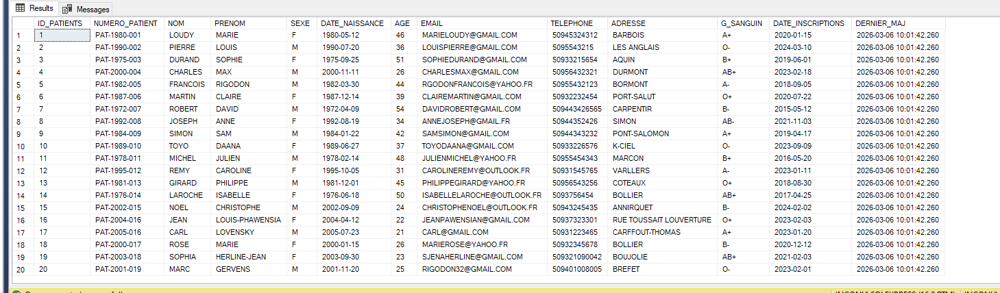 Results Messages
ID_PATIENTS NUMERO_PATIENT NOM PRENOM SEXE DATE_NAISSANCE AGE EMAIL TELEPHONE ADRESSE G_SANGUIN DATE_INSCRIPTIONS DERNIER_MAJ
1 1 PAT-1980-001 LOUDY MARIE F 1980-05-12 46 MARIELOUDY@GMAIL.COM 50945324312 BARBOIS A+ 2020-01-15 2026-03-06 10:01:42.260
2 2 PAT-1990-002 PIERRE LOUIS M 1990-07-20 36 LOUISPIERRE@GMAIL.COM 5095543215 LES ANGLAIS O- 2024-03-10 2026-03-06 10:01:42.260
3 3 PAT-1975-003 DURAND SOPHIE F 1975-09-25 51 SOPHIEDURAND@GMAIL.COM 50933215654 AQUIN B+ 2019-06-01 2026-03-06 10:01:42.260
4 4 PAT-2000-004 CHARLES MAX M 2000-11-11 26 CHARLESMAX@GMAIL.COM 50956432321 DURMONT AB+ 2023-02-18 2026-03-06 10:01:42.260
5 5 PAT-1982-005 FRANCOIS RIGODON M 1982-03-30 44 RGODONFRANCOIS@YAHOO.FR 50955432123 BORMONT A- 2018-09-05 2026-03-06 10:01:42.260
6 6 PAT-1987-006 MARTIN CLAIRE F 1987-12-14 39 CLAIREMARTIN@GMAIL.COM 50932232454 PORT-SALUT O+ 2020-07-22 2026-03-06 10:01:42.260
7 7 PAT-1972-007 ROBERT DAVID M 1972-04-09 54 DAVIDROBERT@GMAIL.COM 509443426565 CARPENTIR B- 2015-05-12 2026-03-06 10:01:42.260
8 8 PAT-1992-008 JOSEPH ANNE F 1992-08-19 34 ANNEJOSEPH@GMAIL.FR 50944352426 SIMON AB- 2021-11-03 2026-03-06 10:01:42.260
9 9 PAT-1984-009 SIMON SAM M 1984-01-22 42 SAMSIMON@GMAIL.COM 50944343232 PONT-SALOMON A+ 2019-04-17 2026-03-06 10:01:42.260
10 10 PAT-1989-010 TOYO DAANA F 1989-06-27 37 TOYODAANA@GMAIL.COM 50933226576 K-CIEL O- 2023-09-09 2026-03-06 10:01:42.260
11 11 PAT-1978-011 MICHEL JULIEN M 1978-02-14 48 JULIENMICHEL@YAHOO.FR 50955454343 MARCON B+ 2016-05-20 2026-03-06 10:01:42.260
12 12 PAT-1995-012 REMY CAROLINE F 1995-10-05 31 CAROLINEREMY@OUTLOOK.FR 50931545765 VARLLERS A- 2023-01-11 2026-03-06 10:01:42.260
13 13 PAT-1981-013 GIRARD PHILIPPE M 1981-12-01 45 PHILIPPEGIRARD@YAHOO.FR 50956543256 COTEAUX O+ 2018-08-30 2026-03-06 10:01:42.260
14 14 PAT-1976-014 LAROCHE ISABELLE F 1976-06-18 50 ISABELLELAROCHE@OUTLOOK.FR 5093756454 BOLLIER AB+ 2017-04-25 2026-03-06 10:01:42.260
15 15 PAT-2002-015 NOEL CHRISTOPHE M 2002-09-09 24 CHRISTOPHENOEL@OUTLOOK.FR 50943245435 ANNIRQUET B- 2024-02-02 2026-03-06 10:01:42.260
16 16 PAT-2004-016 JEAN LOUIS-PHAWENSIA F 2004-04-12 22 JEANPAWENSIAN@GMAIL.COM 50937323301 RUE TOUSSAIT LOUVERTURE O+ 2023-02-03 2026-03-06 10:01:42.260
17 17 PAT-2005-016 CARL LOVENSKY M 2005-07-23 21 CARL@GMAIL.COM 50931223465 CARFFOUT-THOMAS A+ 2023-01-20 2026-03-06 10:01:42.260
18 18 PAT-2000-017 ROSE MARIE F 2000-01-15 26 MARIEROSE@YAHOO.FR 50932345678 BOLLIER B- 2020-12-12 2026-03-06 10:01:42.260
19 19 PAT-2003-018 SOPHIA HERLINE-JEAN F 2003-09-30 23 SJENAHERLINE@GMAIL.COM 509321090042 BOUJOLIE AB+ 2021-02-03 2026-03-06 10:01:42.260
20 20 PAT-2001-019 MARC GERVENS M 2001-11-20 25 RIGODON32@GMAIL.COM 509401008005 BREFET O- 2023-02-01 2026-03-06 10:01:42.260